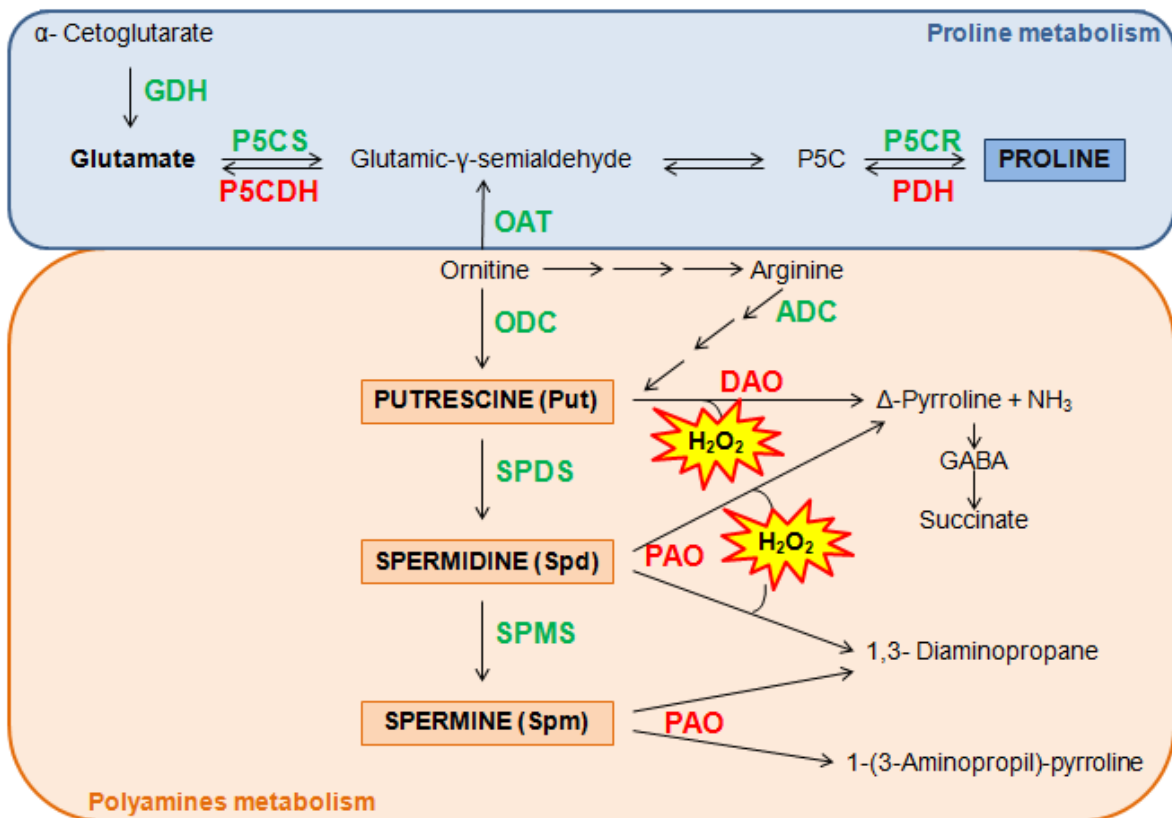 α- Cetoglutarate
Proline metabolism
GDH
P5CS
P5CR
Glutamate
Glutamic-γ-semialdehyde
P5C
PROLINE
P5CDH
PDH
OAT
Ornitine
Arginine
ODC
ADC
DAO
PUTRESCINE (Put)
Δ-Pyrroline + NH₃
H₂O₂
GABA
SPDS
Succinate
H₂O₂
SPERMIDINE (Spd)
PAO
SPMS
1,3- Diaminopropane
SPERMINE (Spm)
PAO
1-(3-Aminopropil)-pyrroline
Polyamines metabolism